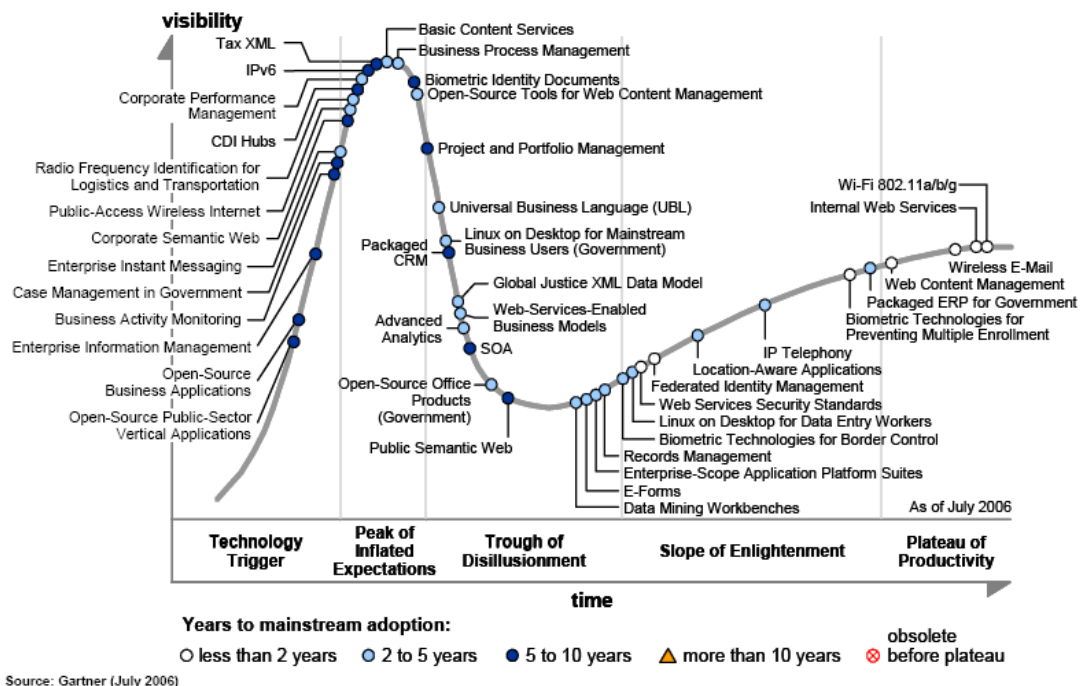 visibility
Tax XML
IPv6
Corporate Performance
Management
CDI Hubs
Radio Frequency Identification for
Logistics and Transportation
Public-Access Wireless Internet
Corporate Semantic Web
Enterprise Instant Messaging
Case Management in Government
Business Activity Monitoring
Enterprise Information Management
Open-Source
Business Applications
Open-Source Public-Sector
Vertical Applications
Basic Content Services
Business Process Management
Biometric Identity Documents
Open-Source Tools for Web Content Management
Project and Portfolio Management
Universal Business Language (UBL)
Linux on Desktop for Mainstream
Business Users (Government)
Packaged
CRM
Global Justice XML Data Model
Web-Services-Enabled
Business Models
Advanced
Analytics
SOA
Open-Source Office
Products
(Government)
Public Semantic Web
Wi-Fi 802.11a/b/g
Internal Web Services
Wireless E-Mail
Web Content Management
Packaged ERP for Government
Biometric Technologies for
Preventing Multiple Enrollment
IP Telephony
Location-Aware Applications
Federated Identity Management
Web Services Security Standards
Linux on Desktop for Data Entry Workers
Biometric Technologies for Border Control
Records Management
Enterprise-Scope Application Platform Suites
E-Forms
Data Mining Workbenches
As of July 2006
Technology
Trigger
Peak of
Inflated
Expectations
Trough of
Disillusionment
Slope of Enlightenment
Plateau of
Productivity
time
Years to mainstream adoption:
less than 2 years
2 to 5 years
5 to 10 years
more than 10 years
obsolete
before plateau
Source: Gartner (July 2006)